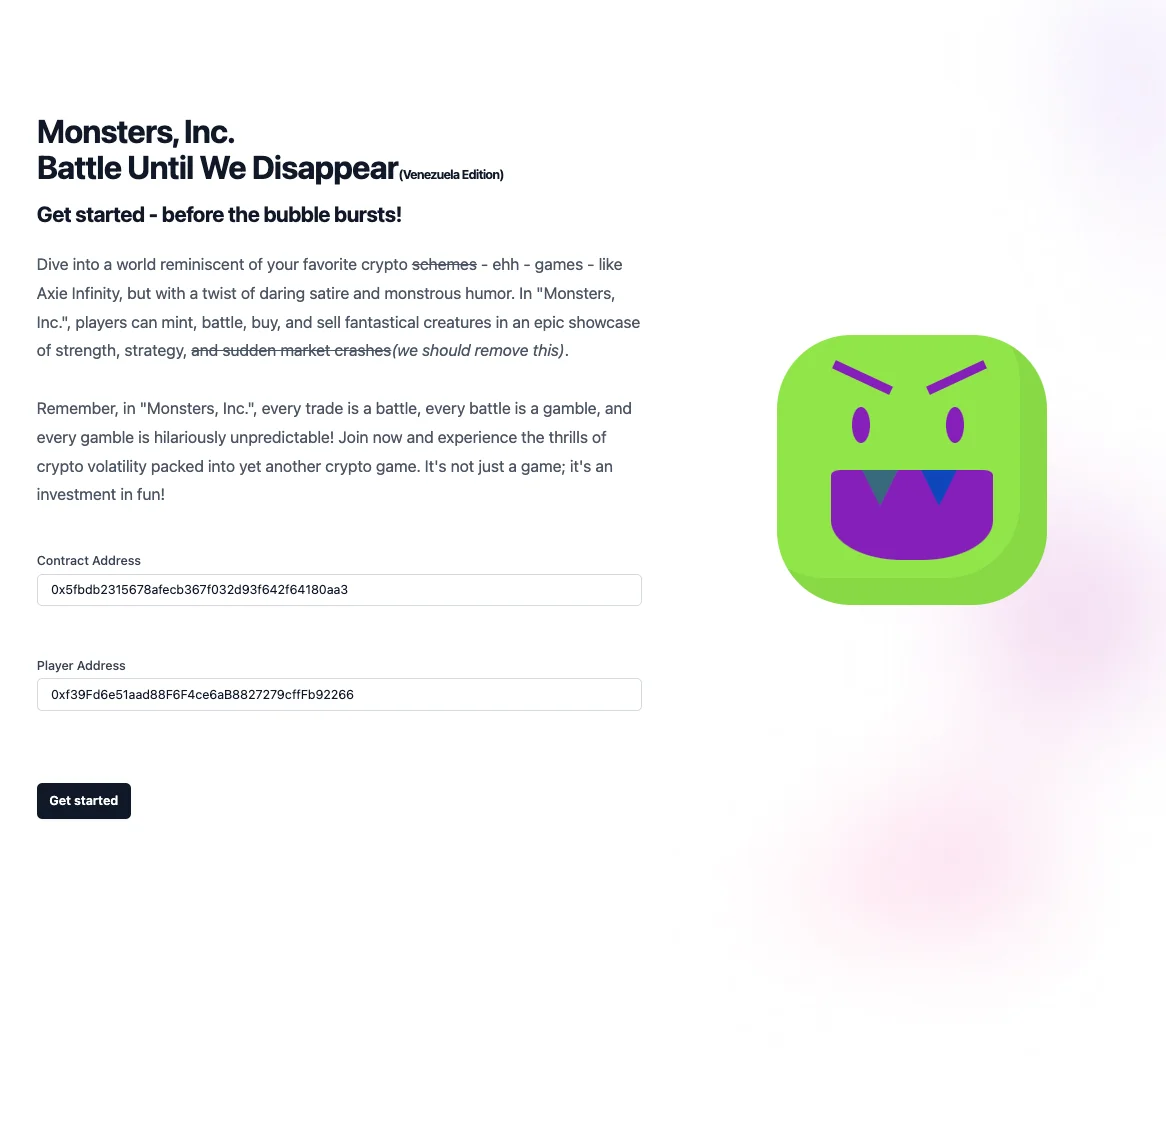 Monsters, Inc.
Battle Until We Disappear (Venezuela Edition)
Get started - before the bubble bursts!
Dive into a world reminiscent of your favorite crypto schemes - ehh - games - like
Axie Infinity, but with a twist of daring satire and monstrous humor. In "Monsters,
Inc.", players can mint, battle, buy, and sell fantastical creatures in an epic showcase
of strength, strategy, and sudden market crashes(we should remove this).
Remember, in "Monsters, Inc.", every trade is a battle, every battle is a gamble, and
every gamble is hilariously unpredictable! Join now and experience the thrills of
crypto volatility packed into yet another crypto game. It's not just a game; it's an
investment in fun!
Contract Address
0x5fbdb2315678afecb367f032d93f642f64180aa3
Player Address
0xf39Fd6e51aad88F6F4ce6aB8827279cffFb92266
Get started